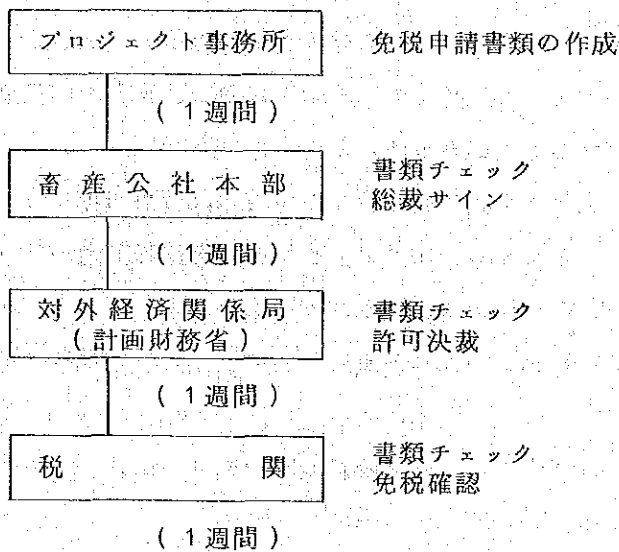 プロジェクト事務所 免税申請書類の作成
( 1週間 )
畜産公社本部 書類チェック
総裁サイン
( 1週間 )
対外経済関係局 書類チェック
( 計画財務省 ) 許可決裁
( 1週間 )
税関 書類チェック
免税確認
( 1週間 )